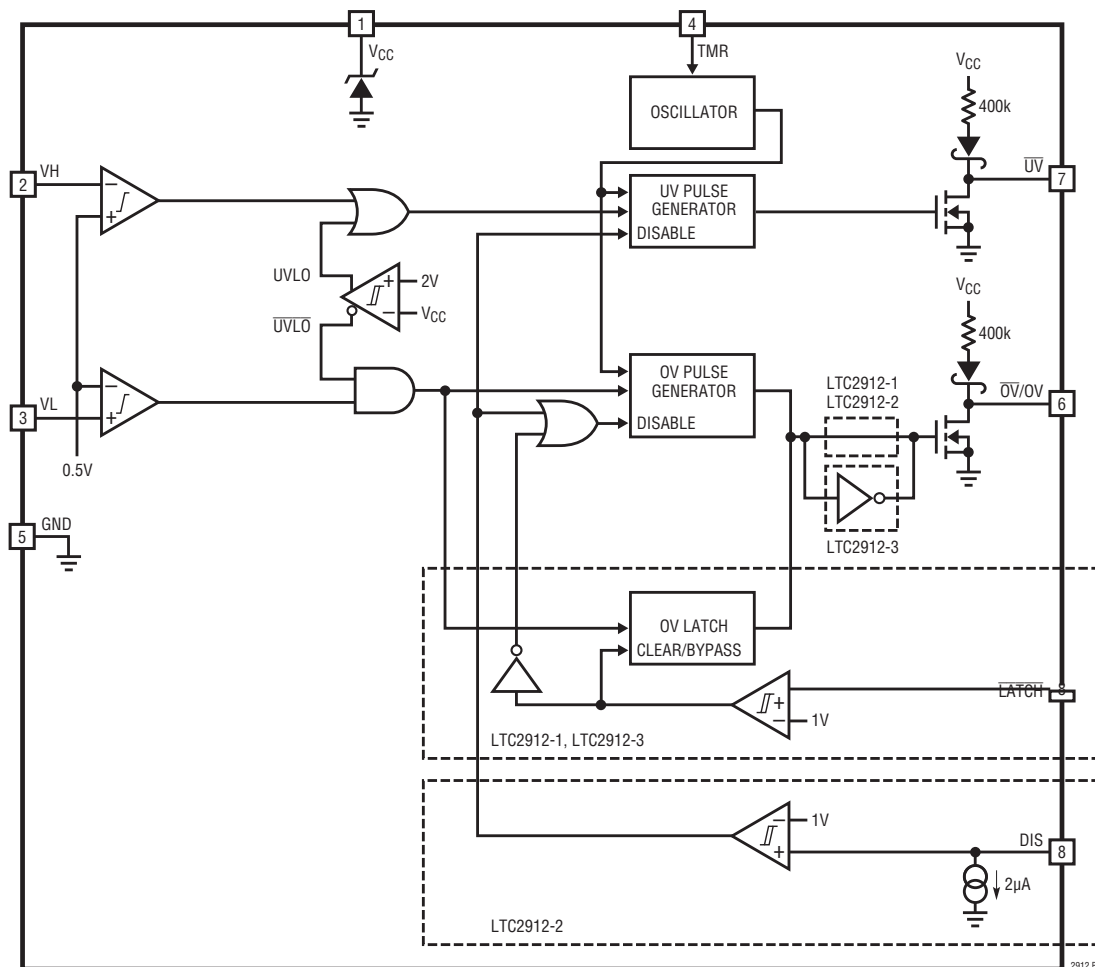 1
4
VCC
TMR
VCC
400k
OSCILLATOR
2
VH
−
+
UV PULSE
GENERATOR
DISABLE
UV
7
UVLO
+
2V
−
VCC
UVLO
VCC
400k
OV PULSE
GENERATOR
DISABLE
LTC2912-1
LTC2912-2
OV/OV
6
3
VL
−
+
0.5V
5
GND
LTC2912-3
OV LATCH
CLEAR/BYPASS
LATCH
+
−
1V
LTC2912-1, LTC2912-3
−
1V
+
DIS
8
2µA
LTC2912-2